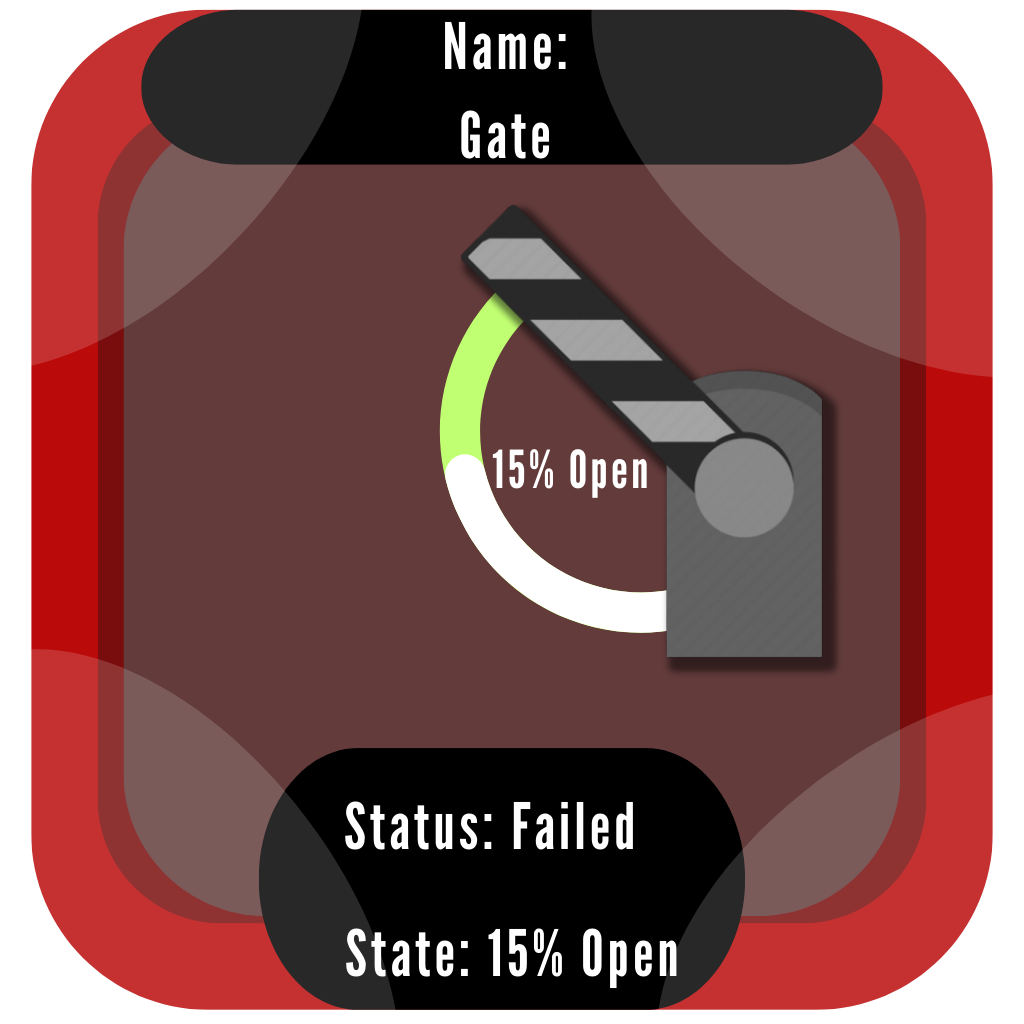 Name:
Gate
15% Open
Status: Failed
State: 15% Open